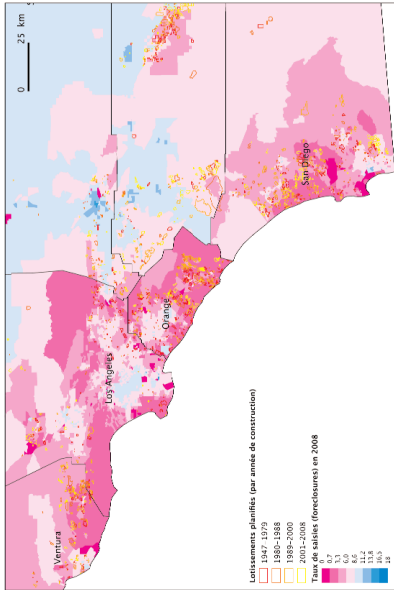 0 25 km
Ventura
Los Angeles
Orange
San Diego
Lotissements planifiés (par année de construction)
1947-1979
1980-1988
1989-2000
2001-2008
Taux de saisies (foreclosures) en 2008
0
0,7
3,3
6,0
8,6
11,2
13,8
16,5
18